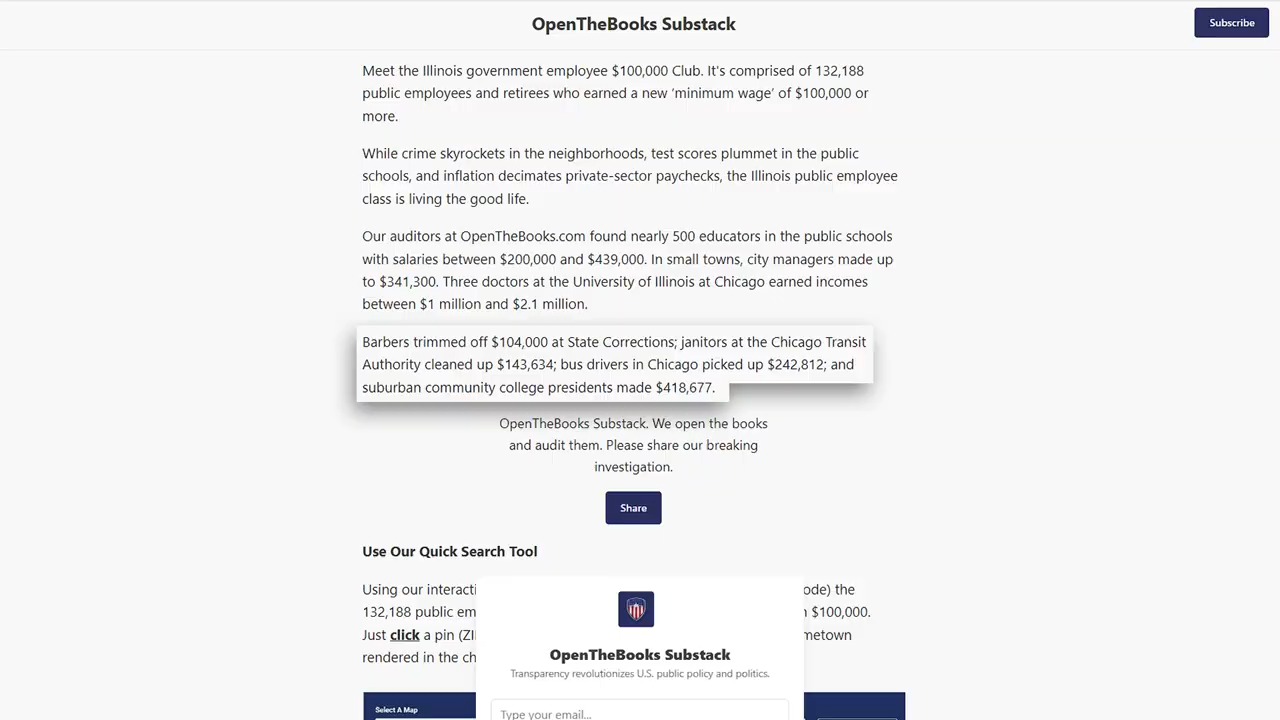 OpenTheBooks Substack
Subscribe
Meet the Illinois government employee $100,000 Club. It's comprised of 132,188
public employees and retirees who earned a new ‘minimum wage’ of $100,000 or
more.
While crime skyrockets in the neighborhoods, test scores plummet in the public
schools, and inflation decimates private-sector paychecks, the Illinois public employee
class is living the good life.
Our auditors at OpenTheBooks.com found nearly 500 educators in the public schools
with salaries between $200,000 and $439,000. In small towns, city managers made up
to $341,300. Three doctors at the University of Illinois at Chicago earned incomes
between $1 million and $2.1 million.
Barbers trimmed off $104,000 at State Corrections; janitors at the Chicago Transit
Authority cleaned up $143,634; bus drivers in Chicago picked up $242,812; and
suburban community college presidents made $418,677.
OpenTheBooks Substack. We open the books
and audit them. Please share our breaking
investigation.
Share
Use Our Quick Search Tool
Using our ode) the
132,188 public $100,000.
Just click a pin
rendered in the
OpenTheBooks Substack
Transparency revolutionizes U.S. public policy and politics.
Type your email...
Select A Map